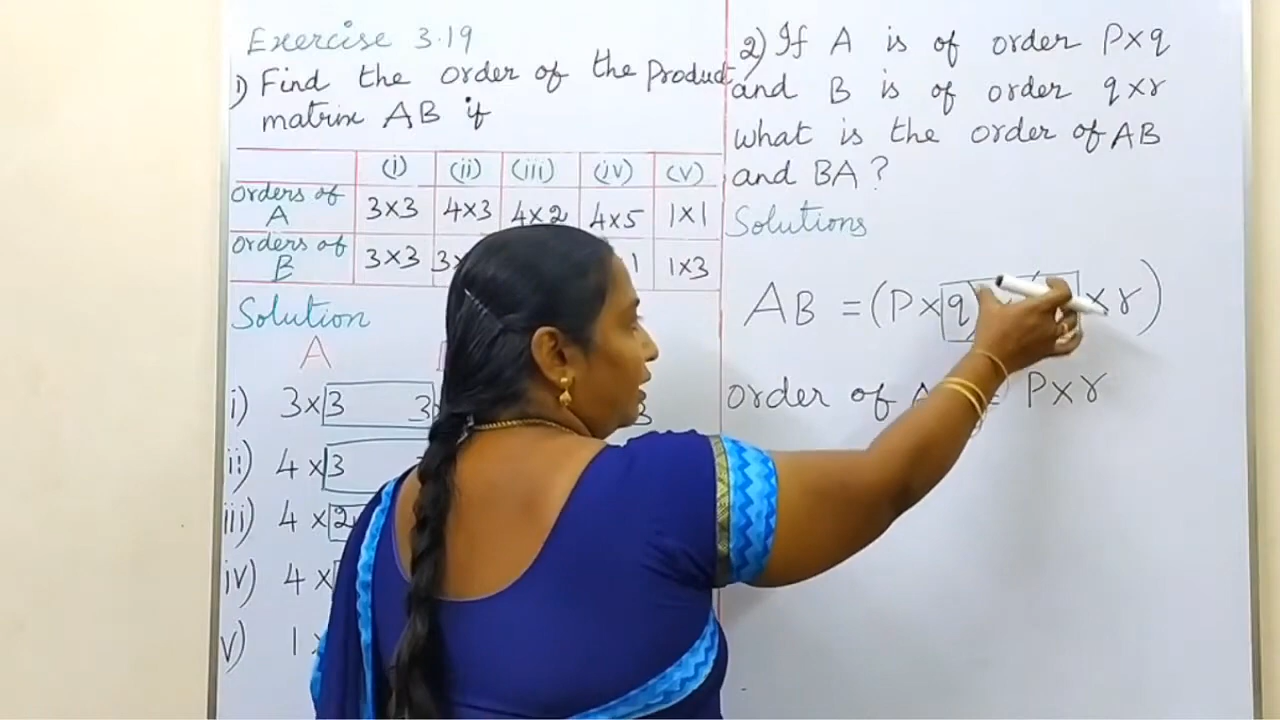 Exercise 3.19
1) Find the order of the Product
matrix AB if
(i) (ii) (iii) (iv) (v)
orders of A 3×3 4×3 4×2 4×5 1×1
orders of B 3×3 1×3
Solution
A
i) 3×3 3
ii) 4×3
iii) 4×2
iv) 4×
v) 1
2) If A is of order P×q
and B is of order q×r
what is the order of AB
and BA?
Solutions
AB = (P×q) ×r)
order of = P×r